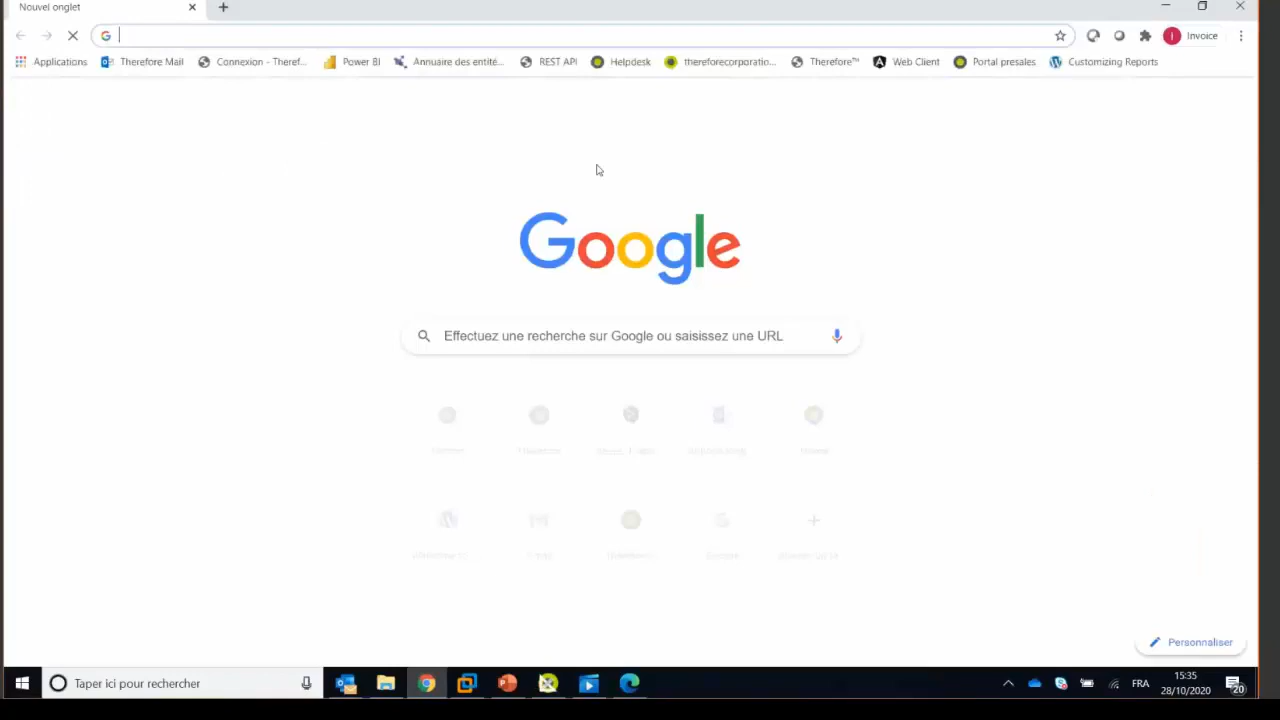 Nouvel onglet
Invoice
Applications Therefore Mail Connexion - Theref... Power BI Annuaire des entité... REST API Helpdesk thereforecorporatio... Therefore™ Web Client Portal presales Customizing Reports
Google
Effectuez une recherche sur Google ou saisissez une URL
Personnaliser
Taper ici pour rechercher
FRA
15:35
28/10/2020
20